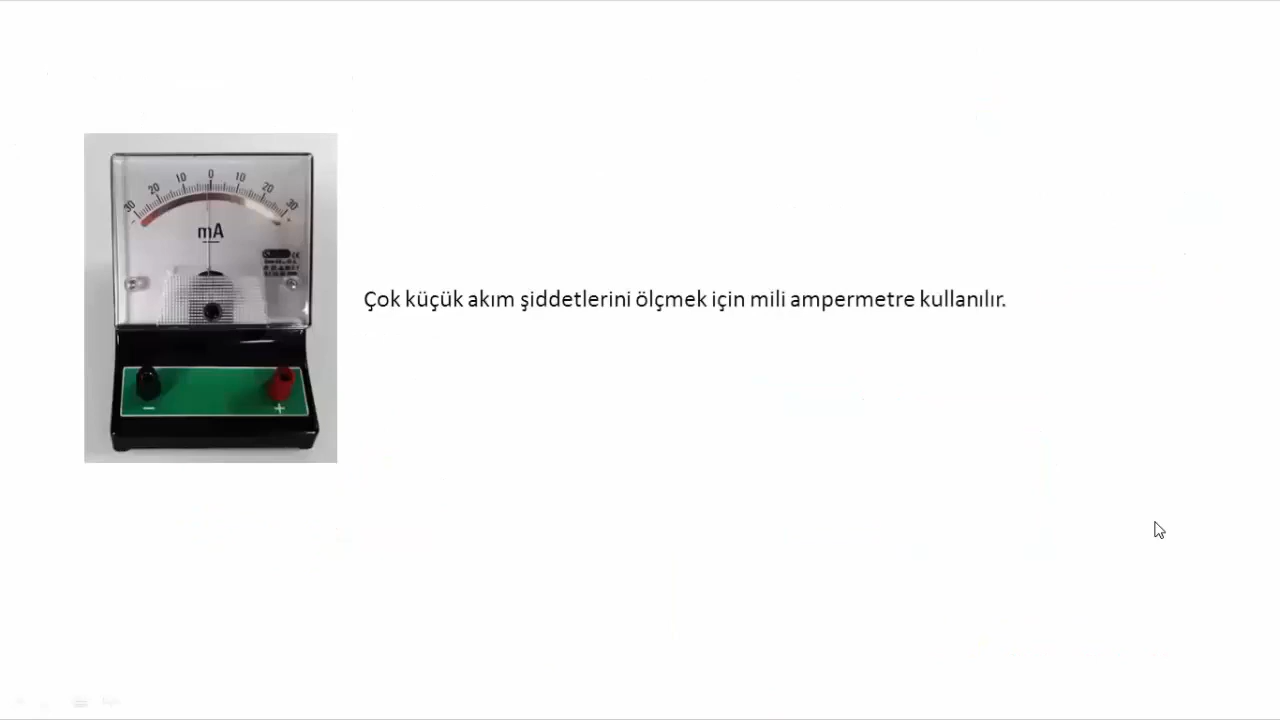 30 20 10 0 10 20 30
- +
mA
Çok küçük akım şiddetlerini ölçmek için mili ampermetre kullanılır.
- +